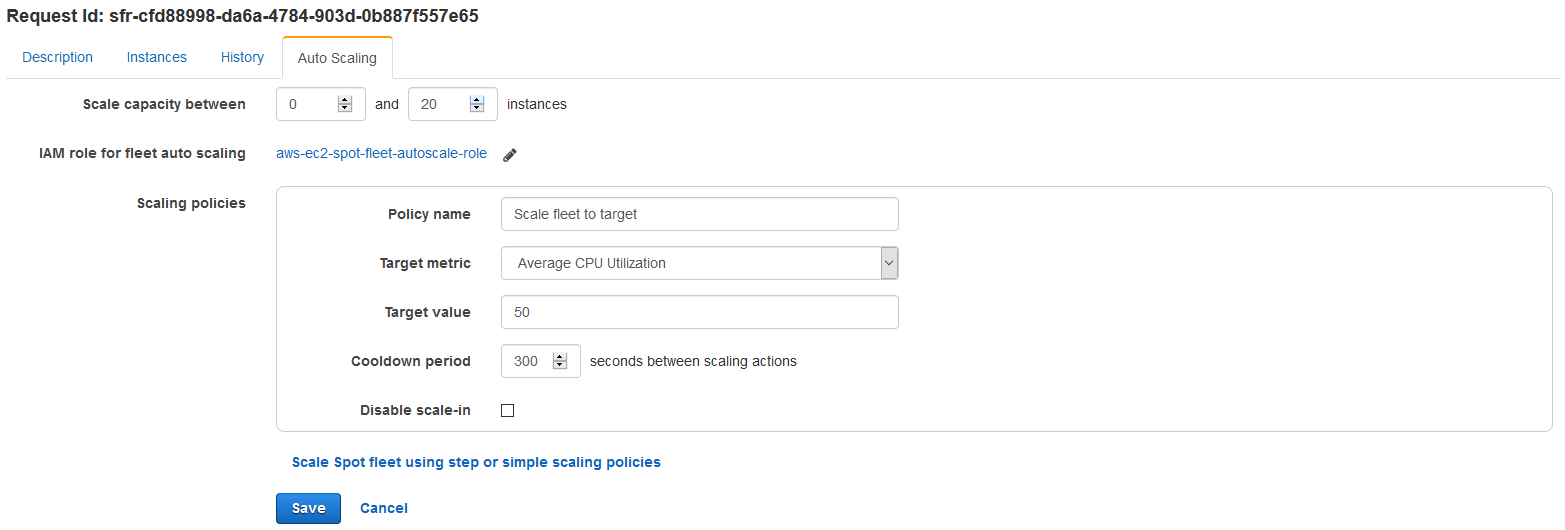 Request Id: sfr-cfd88998-da6a-4784-903d-0b887f557e65
Description Instances History Auto Scaling
Scale capacity between 0 and 20 instances
IAM role for fleet auto scaling aws-ec2-spot-fleet-autoscale-role
Scaling policies
Policy name Scale fleet to target
Target metric Average CPU Utilization
Target value 50
Cooldown period 300 seconds between scaling actions
Disable scale-in
Scale Spot fleet using step or simple scaling policies
Save Cancel